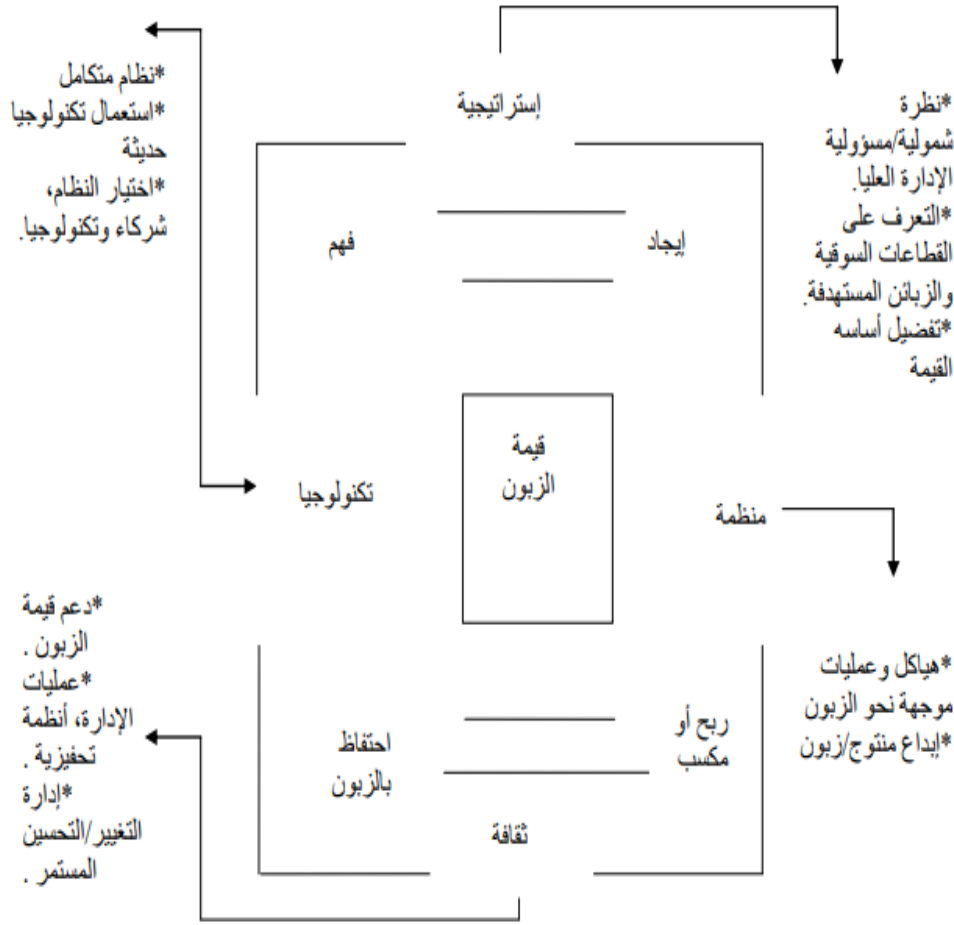 إستراتيجية
*نظرة
شمولية/مسؤولية
الإدارة العليا.
*التعرف على
القطاعات السوقية
والزبائن المستهدفة.
*تفضيل أساسه
القيمة
*نظام متكامل
*استعمال تكنولوجيا
حديثة
*اختيار النظام،
شركاء وتكنولوجيا.
إيجاد
فهم
قيمة
الزبون
منظمة
تكنولوجيا
*هياكل وعمليات
موجهة نحو الزبون
*إبداع منتوج/زبون
ربح أو
مكسب
احتفاظ
بالزبون
ثقافة
*دعم قيمة
الزبون .
*عمليات
الإدارة، أنظمة
تحفيزية .
*إدارة
التغيير/التحسين
المستمر .